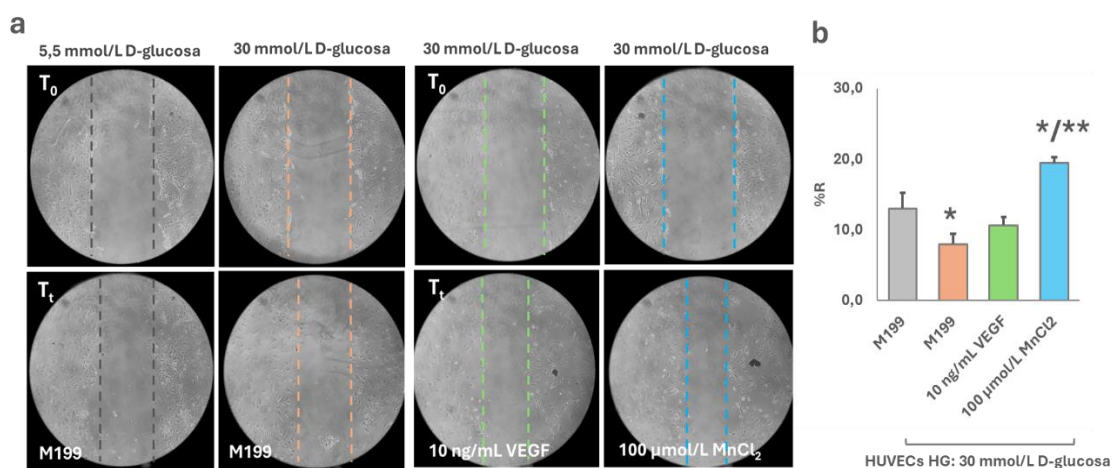 a
5,5 mmol/L D-glucosa
30 mmol/L D-glucosa
30 mmol/L D-glucosa
30 mmol/L D-glucosa
T0
T0
Tt
Tt
M199
M199
10 ng/mL VEGF
100 µmol/L MnCl2
b
30,0
20,0
10,0
0,0
%R
*
*/**
M199
M199
10 ng/mL VEGF
100 µmol/L MnCl2
HUVECs HG: 30 mmol/L D-glucosa